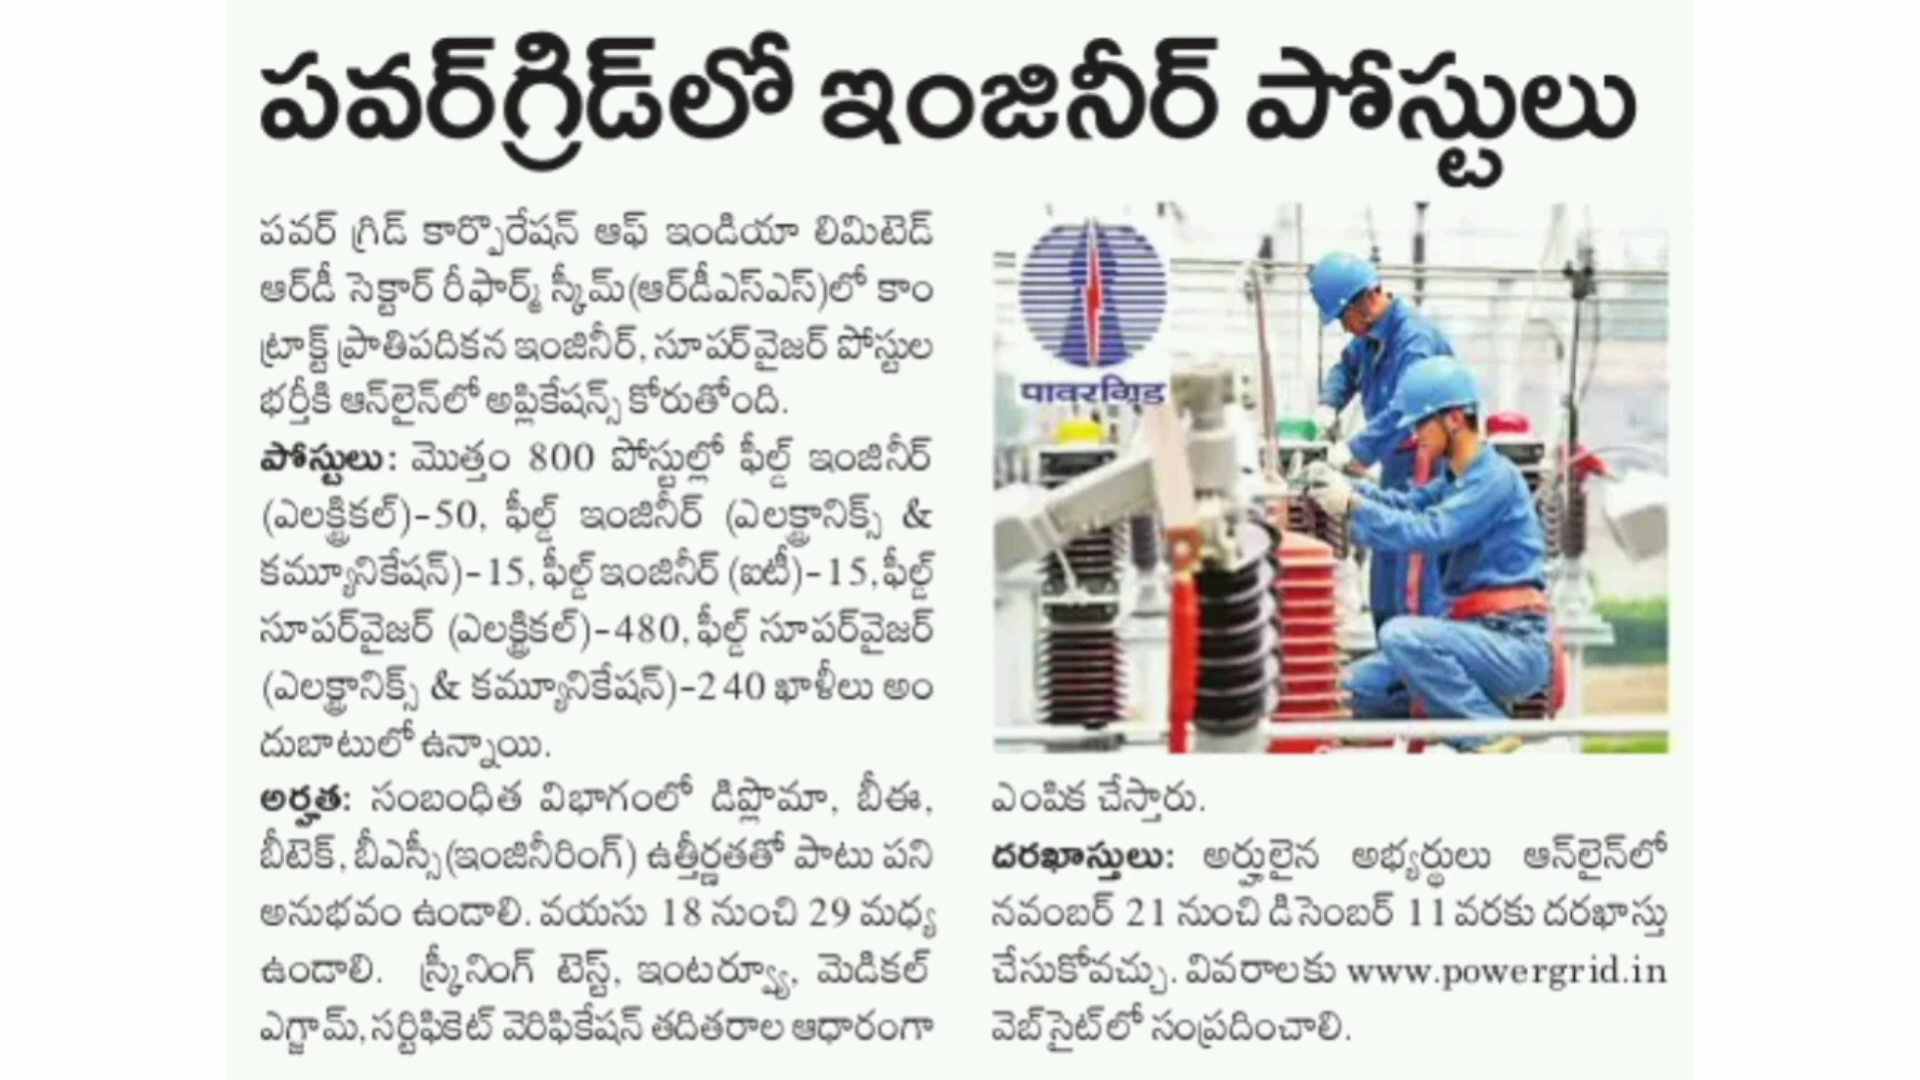 పవర్‌గ్రిడ్‌లో ఇంజినీర్ పోస్టులు
పవర్ గ్రిడ్ కార్పొరేషన్ ఆఫ్ ఇండియా లిమిటెడ్
ఆర్‌డీ సెక్టార్ రీఫార్మ్ స్కీమ్(ఆర్‌డీఎస్ఎస్)లో కాం
ట్రాక్ట్ ప్రాతిపదికన ఇంజినీర్, సూపర్‌వైజర్ పోస్టుల
భర్తీకి ఆన్‌లైన్‌లో అప్లికేషన్స్ కోరుతోంది.
పోస్టులు: మొత్తం 800 పోస్టుల్లో ఫీల్డ్ ఇంజినీర్
(ఎలక్ట్రికల్)-50, ఫీల్డ్ ఇంజినీర్ (ఎలక్ట్రానిక్స్ &
కమ్యూనికేషన్)-15, ఫీల్డ్ ఇంజినీర్ (ఐటీ)-15, ఫీల్డ్
సూపర్‌వైజర్ (ఎలక్ట్రికల్)-480, ఫీల్డ్ సూపర్‌వైజర్
(ఎలక్ట్రానిక్స్ & కమ్యూనికేషన్)-240 ఖాళీలు అం
దుబాటులో ఉన్నాయి.
అర్హత: సంబంధిత విభాగంలో డిప్లొమా, బీఈ,
బీటెక్, బీఎస్సీ(ఇంజినీరింగ్) ఉత్తీర్ణతతో పాటు పని
అనుభవం ఉండాలి. వయసు 18 నుంచి 29 మధ్య
ఉండాలి. స్క్రీనింగ్ టెస్ట్, ఇంటర్వ్యూ, మెడికల్
ఎగ్జామ్, సర్టిఫికెట్ వెరిఫికేషన్ తదితరాల ఆధారంగా
पावरग्रिड
ఎంపిక చేస్తారు.
దరఖాస్తులు: అర్హులైన అభ్యర్థులు ఆన్‌లైన్‌లో
నవంబర్ 21 నుంచి డిసెంబర్ 11 వరకు దరఖాస్తు
చేసుకోవచ్చు. వివరాలకు www.powergrid.in
వెబ్‌సైట్‌లో సంప్రదించాలి.